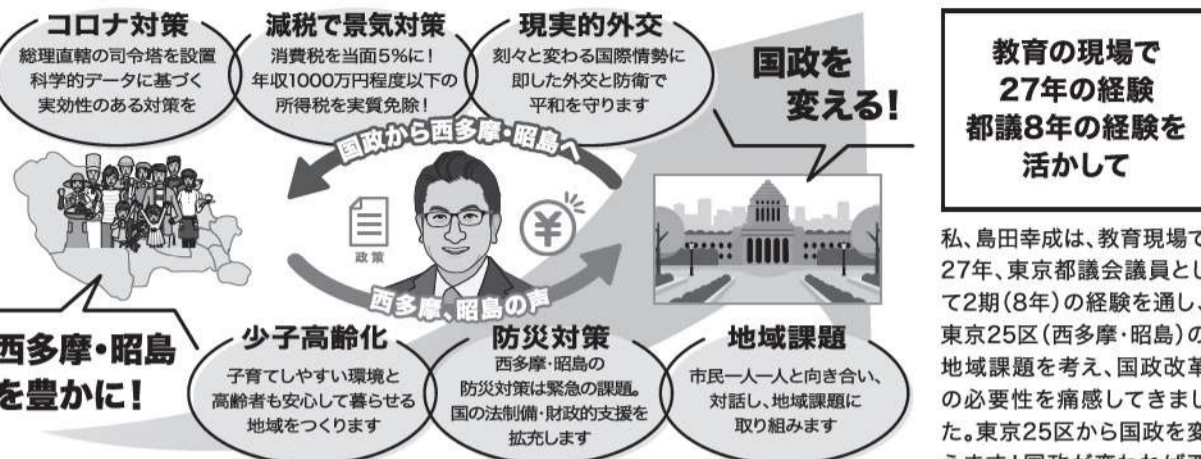 コロナ対策
総理直轄の司令塔を設置
科学的データに基づく
実効性のある対策を
減税で景気対策
消費税を当面5%に!
年収1000万円程度以下の
所得税を実質免除!
現実的外交
刻々と変わる国際情勢に
即した外交と防衛で
平和を守ります
国政を
変える!
国政から西多摩・昭島へ
政策
¥
西多摩、昭島の声
西多摩・昭島
を豊かに!
少子高齢化
子育てしやすい環境と
高齢者も安心して暮らせる
地域をつくります
防災対策
西多摩・昭島の
防災対策は緊急の課題。
国の法制備・財政的支援を
拡充します
地域課題
市民一人一人と向き合い、
対話し、地域課題に
取り組みます
教育の現場で
27年の経験
都議8年の経験を
活かして
私、島田幸成は、教育現場で
27年、東京都議会議員とし
て2期(8年)の経験を通し、
東京25区(西多摩・昭島)の
地域課題を考え、国政改革
の必要性を痛感してきまし
た。東京25区から国政を変
えます!国政が変われば